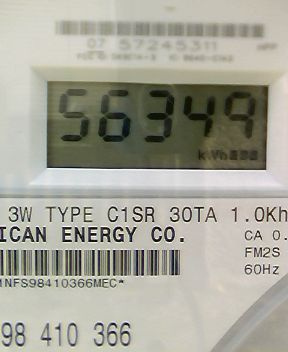 07 57245311
56349
kWh
3W TYPE C1SR 30TA 1.0Kh
ICAN ENERGY CO.
CA 0.
FM2S
60Hz
NFS98410366MEC*
98 410 366